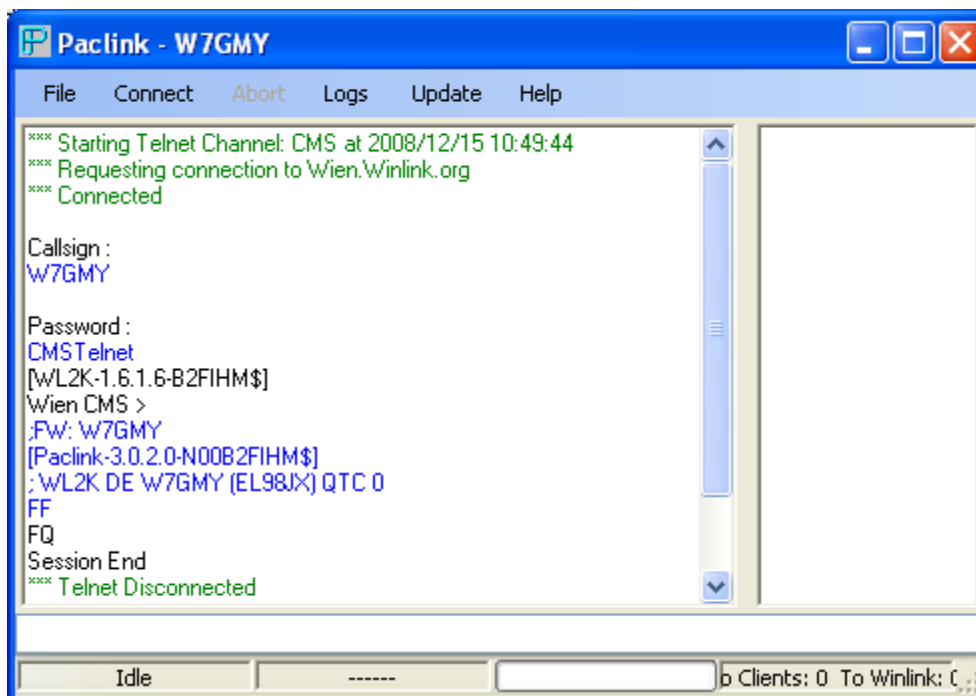 Paclink - W7GMY
File Connect Abort Logs Update Help
*** Starting Telnet Channel: CMS at 2008/12/15 10:49:44
*** Requesting connection to Wien.Winlink.org
*** Connected
Callsign :
W7GMY
Password :
CMSTelnet
[WL2K-1.6.1.6-B2FIHM$]
Wien CMS >
;FW: W7GMY
[Paclink-3.0.2.0-N00B2FIHM$]
; WL2K DE W7GMY (EL98JX) QTC 0
FF
FQ
Session End
*** Telnet Disconnected
Idle ------ o Clients: 0 To Winlink: